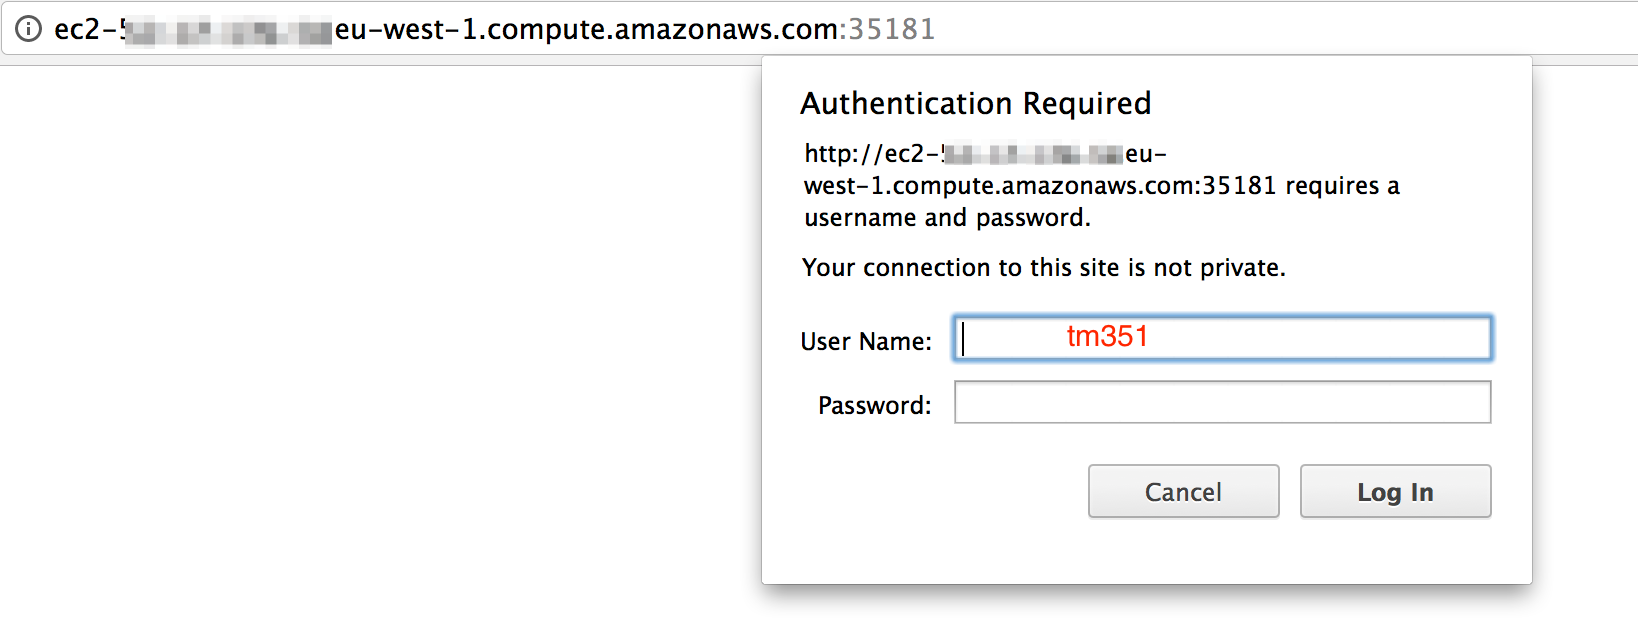 ec2- eu-west-1.compute.amazonaws.com:35181
Authentication Required
http://ec2- eu-
west-1.compute.amazonaws.com:35181 requires a
username and password.
Your connection to this site is not private.
User Name: tm351
Password:
Cancel Log In